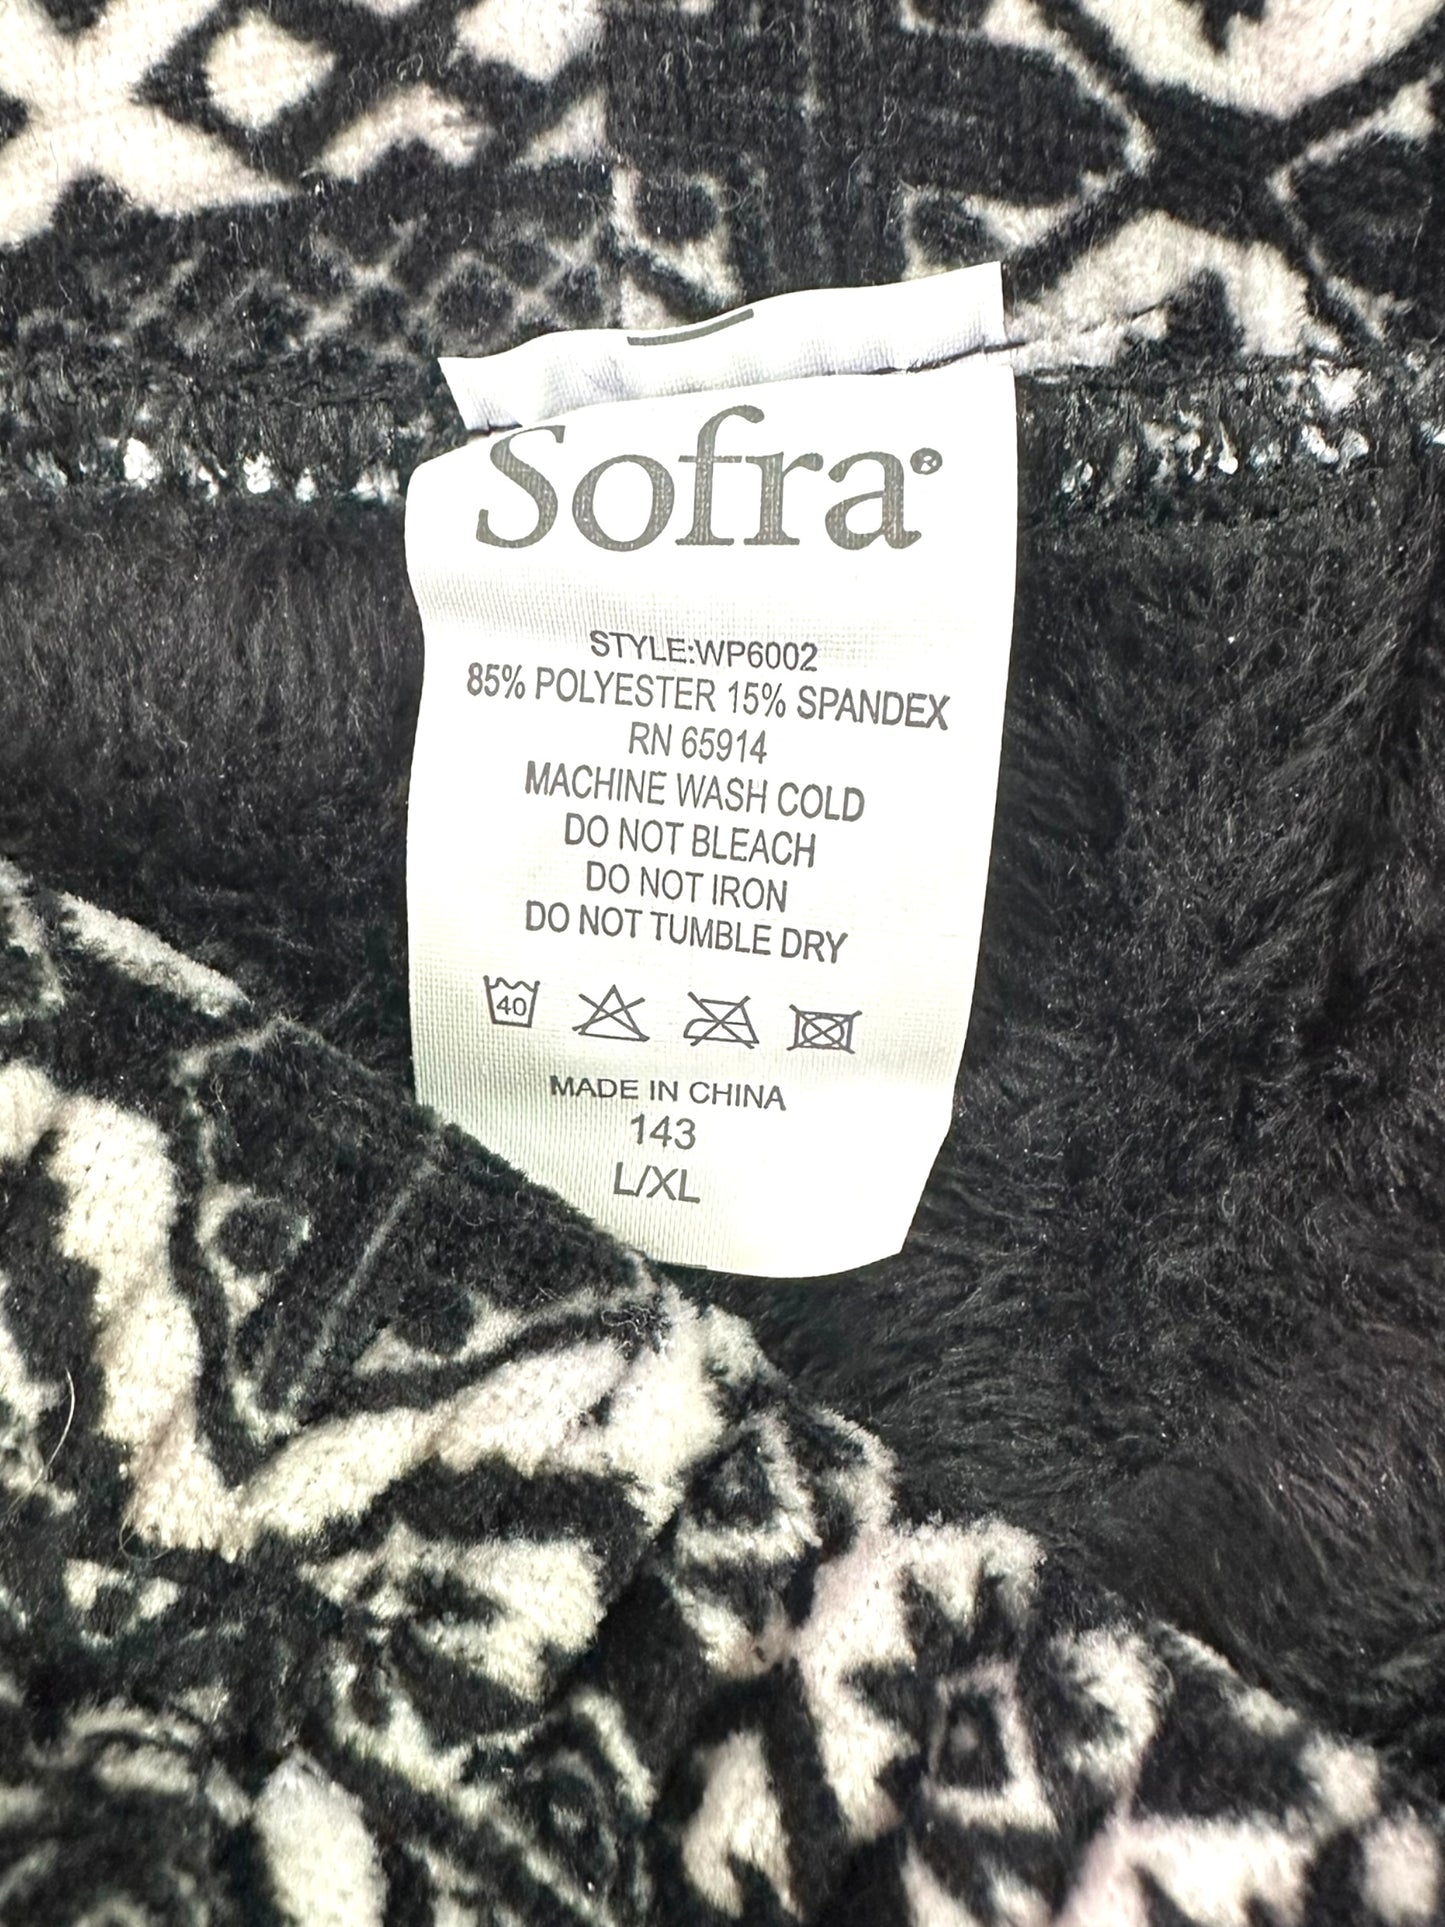 Sofra®
STYLE:WP6002
85% POLYESTER 15% SPANDEX
RN 65914
MACHINE WASH COLD
DO NOT BLEACH
DO NOT IRON
DO NOT TUMBLE DRY
40
MADE IN CHINA
143
L/XL